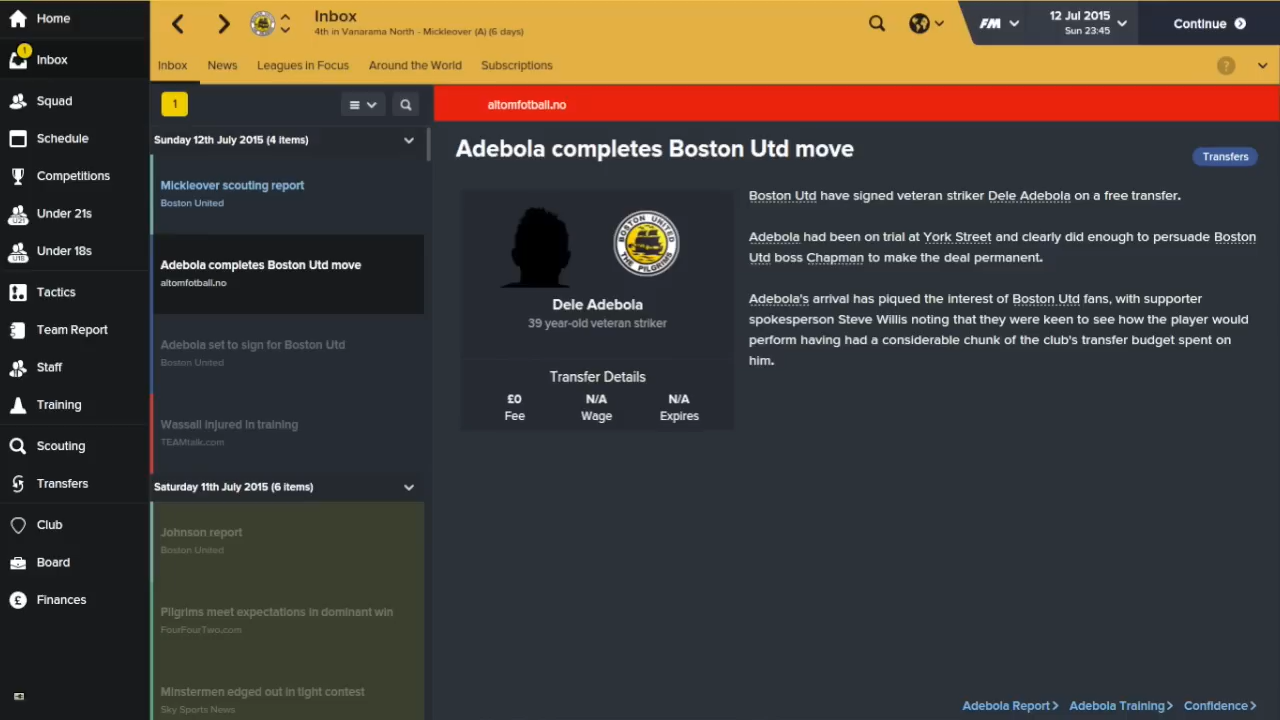 Home
Inbox
4th in Vanarama North - Mickleover (A) (6 days)
FM
12 Jul 2015
Sun 23:45
Continue
1
Inbox
Squad
Schedule
Competitions
Under 21s
U21
Under 18s
U18
Tactics
Team Report
Staff
Training
Scouting
Transfers
Club
Board
£
Finances
Inbox
News
Leagues in Focus
Around the World
Subscriptions
?
1
Sunday 12th July 2015 (4 items)
Mickleover scouting report
Boston United
Adebola completes Boston Utd move
altomfotball.no
Adebola set to sign for Boston Utd
Boston United
Wassall injured in training
TEAMtalk.com
Saturday 11th July 2015 (6 items)
Johnson report
Boston United
Pilgrims meet expectations in dominant win
FourFourTwo.com
Minstermen edged out in tight contest
Sky Sports News
altomfotball.no
Adebola completes Boston Utd move
Transfers
BOSTON UNITED
THE PILGRIMS
Dele Adebola
39 year-old veteran striker
Transfer Details
£0 N/A N/A
Fee Wage Expires
Boston Utd have signed veteran striker Dele Adebola on a free transfer.
Adebola had been on trial at York Street and clearly did enough to persuade Boston
Utd boss Chapman to make the deal permanent.
Adebola's arrival has piqued the interest of Boston Utd fans, with supporter
spokesperson Steve Willis noting that they were keen to see how the player would
perform having had a considerable chunk of the club's transfer budget spent on
him.
Adebola Report
Adebola Training
Confidence